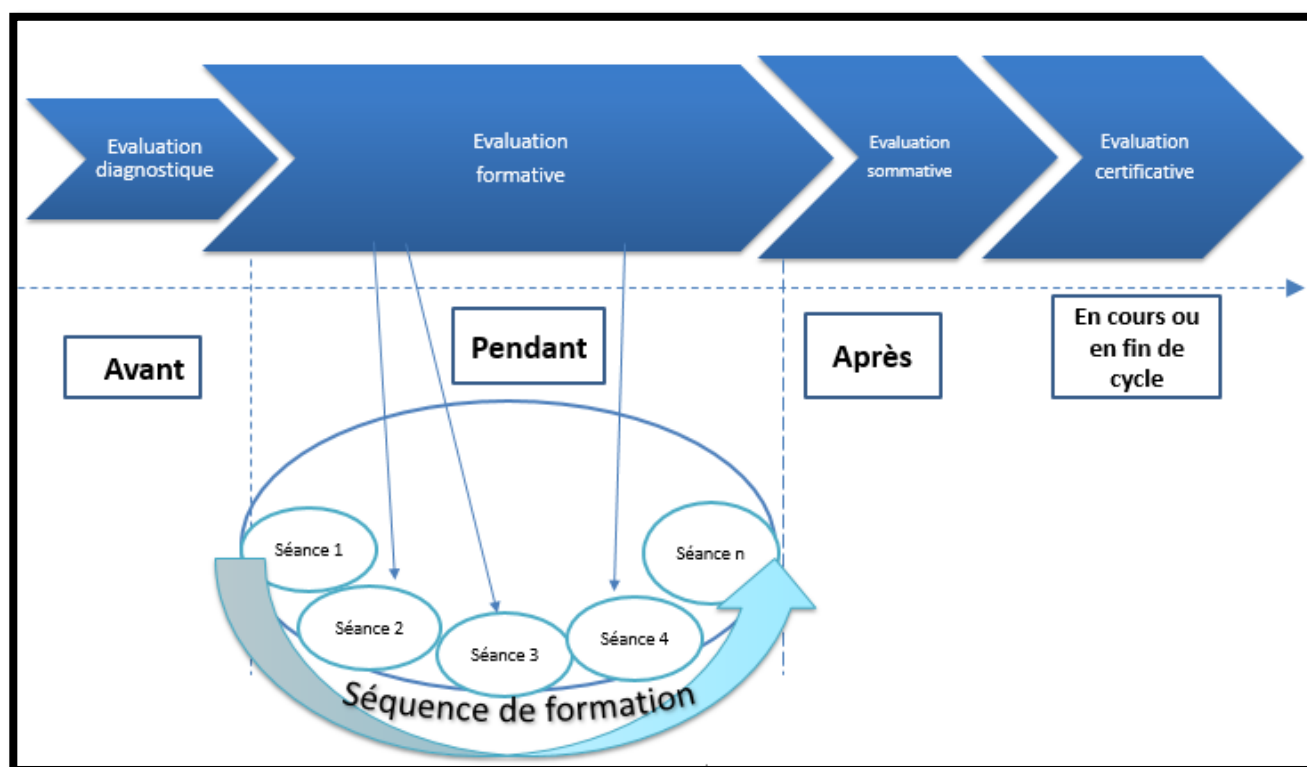 Evaluation
diagnostique
Evaluation
formative
Evaluation
sommative
Evaluation
certificative
Avant
Pendant
Après
En cours ou
en fin de
cycle
Séance 1
Séance 2
Séance 3
Séance 4
Séance n
Séquence de formation